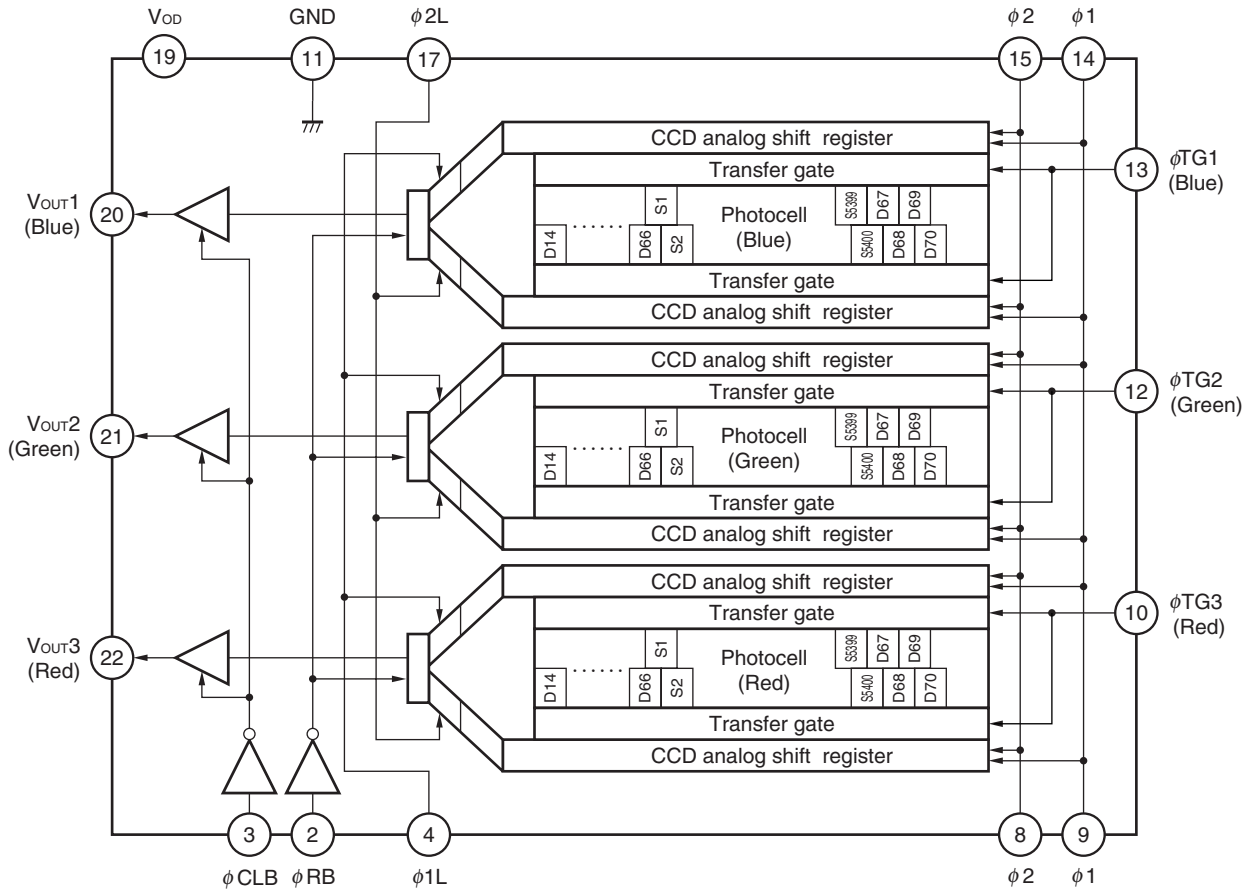 VOD GND ϕ2L ϕ2 ϕ1
19 11 17 15 14
CCD analog shift register
Transfer gate
13 ϕTG1
(Blue)
VOUT1
(Blue)
20
S1 Photocell S5399 D67 D69
D14 ...... D66 S2 (Blue) S5400 D68 D70
Transfer gate
CCD analog shift register
CCD analog shift register
Transfer gate
12 ϕTG2
(Green)
VOUT2
(Green)
21
S1 Photocell S5399 D67 D69
D14 ...... D66 S2 (Green) S5400 D68 D70
Transfer gate
CCD analog shift register
CCD analog shift register
Transfer gate
10 ϕTG3
(Red)
VOUT3
(Red)
22
S1 Photocell S5399 D67 D69
D14 ...... D66 S2 (Red) S5400 D68 D70
Transfer gate
CCD analog shift register
3 2 4 8 9
ϕCLB ϕRB ϕ1L ϕ2 ϕ1